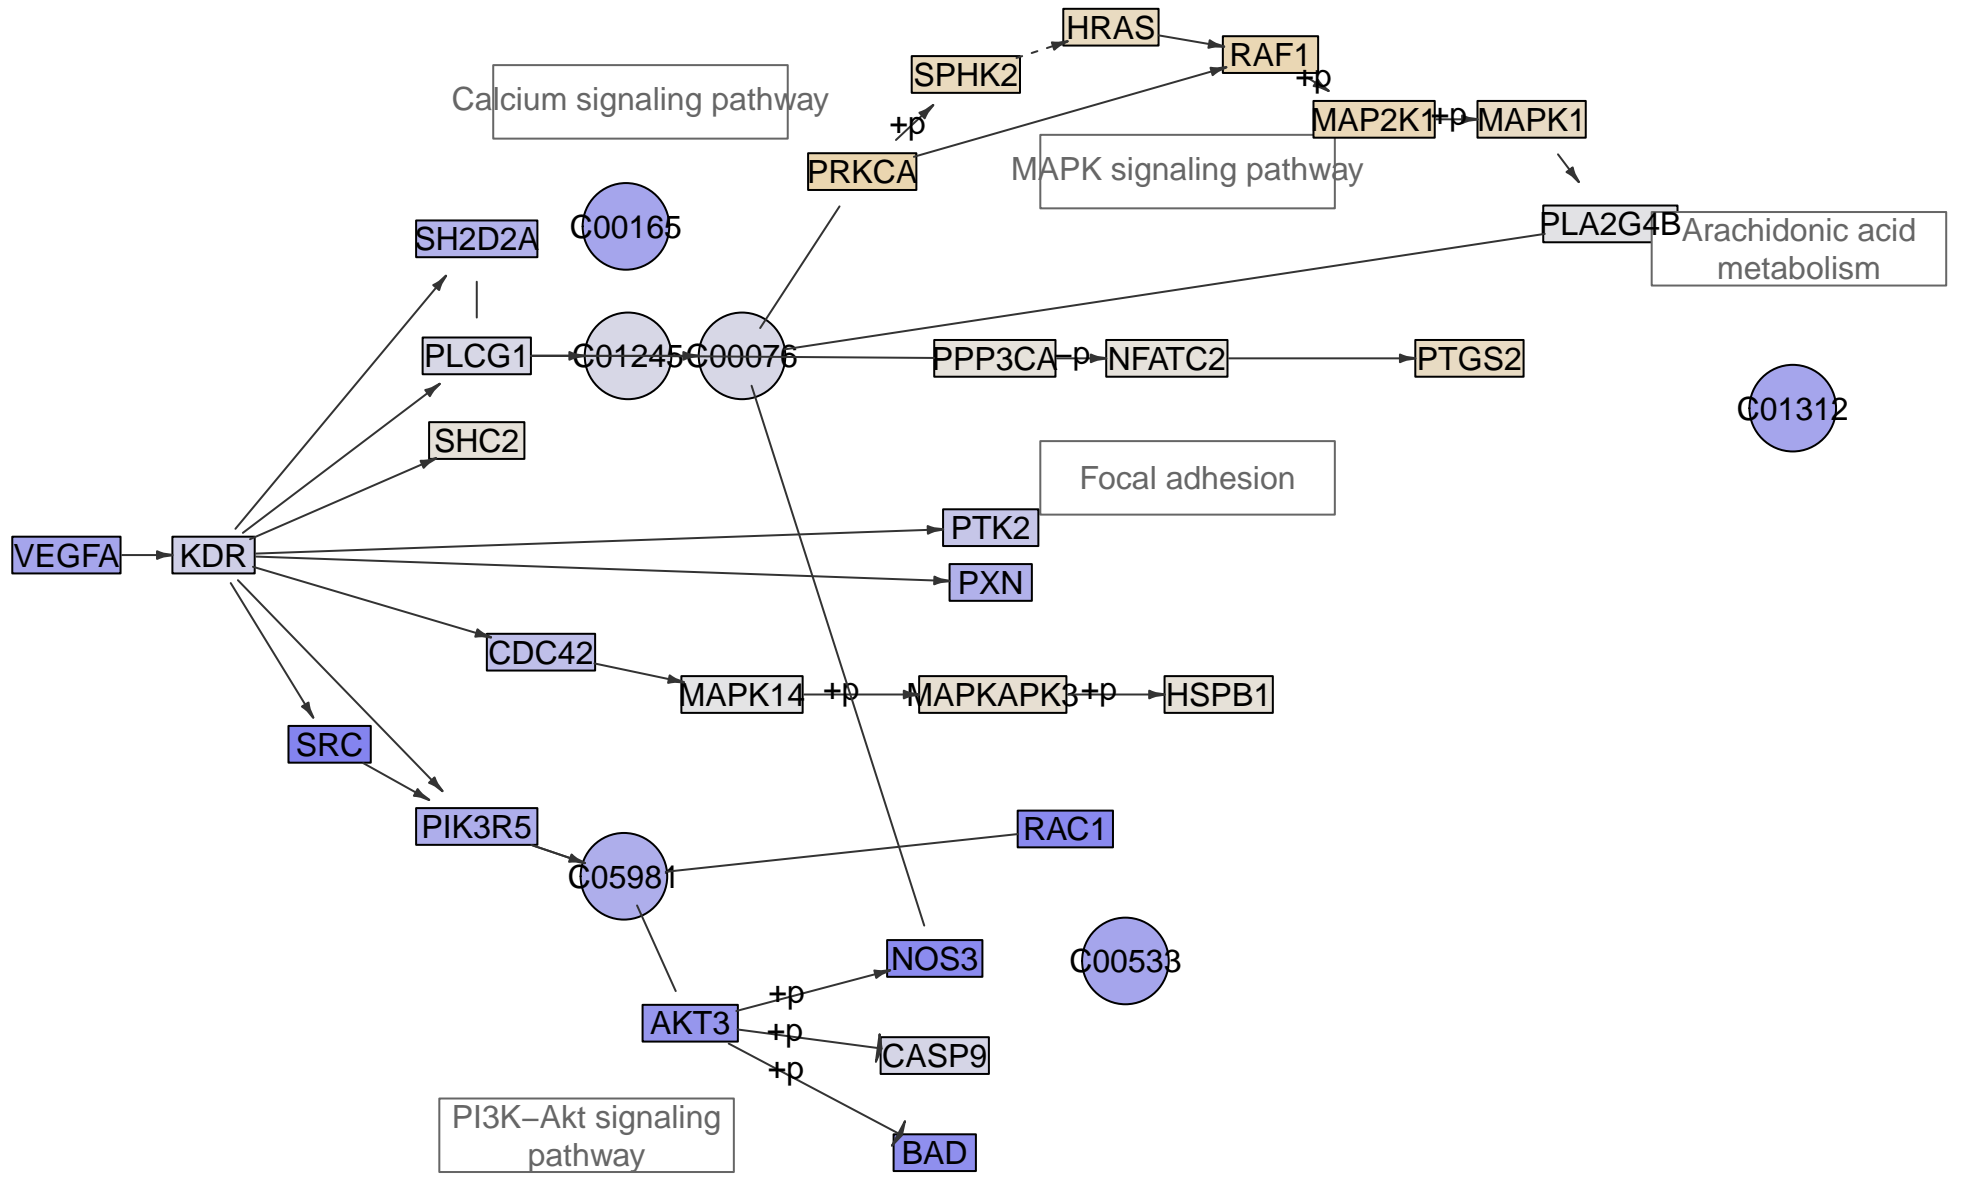 HRAS
RAF1
SPHK2
+p
Calcium signaling pathway
MAP2K1
+p
MAPK1
+p
PRKCA
MAPK signaling pathway
SH2D2A
C00165
PLA2G4B
Arachidonic acid
metabolism
PLCG1
C01245
C00076
PPP3CA
−p
NFATC2
PTGS2
C01312
SHC2
Focal adhesion
PTK2
VEGFA
KDR
PXN
CDC42
MAPK14
+p
MAPKAPK3
+p
HSPB1
SRC
PIK3R5
RAC1
C05981
NOS3
C00533
+p
AKT3
+p
CASP9
+p
PI3K−Akt signaling
pathway
BAD